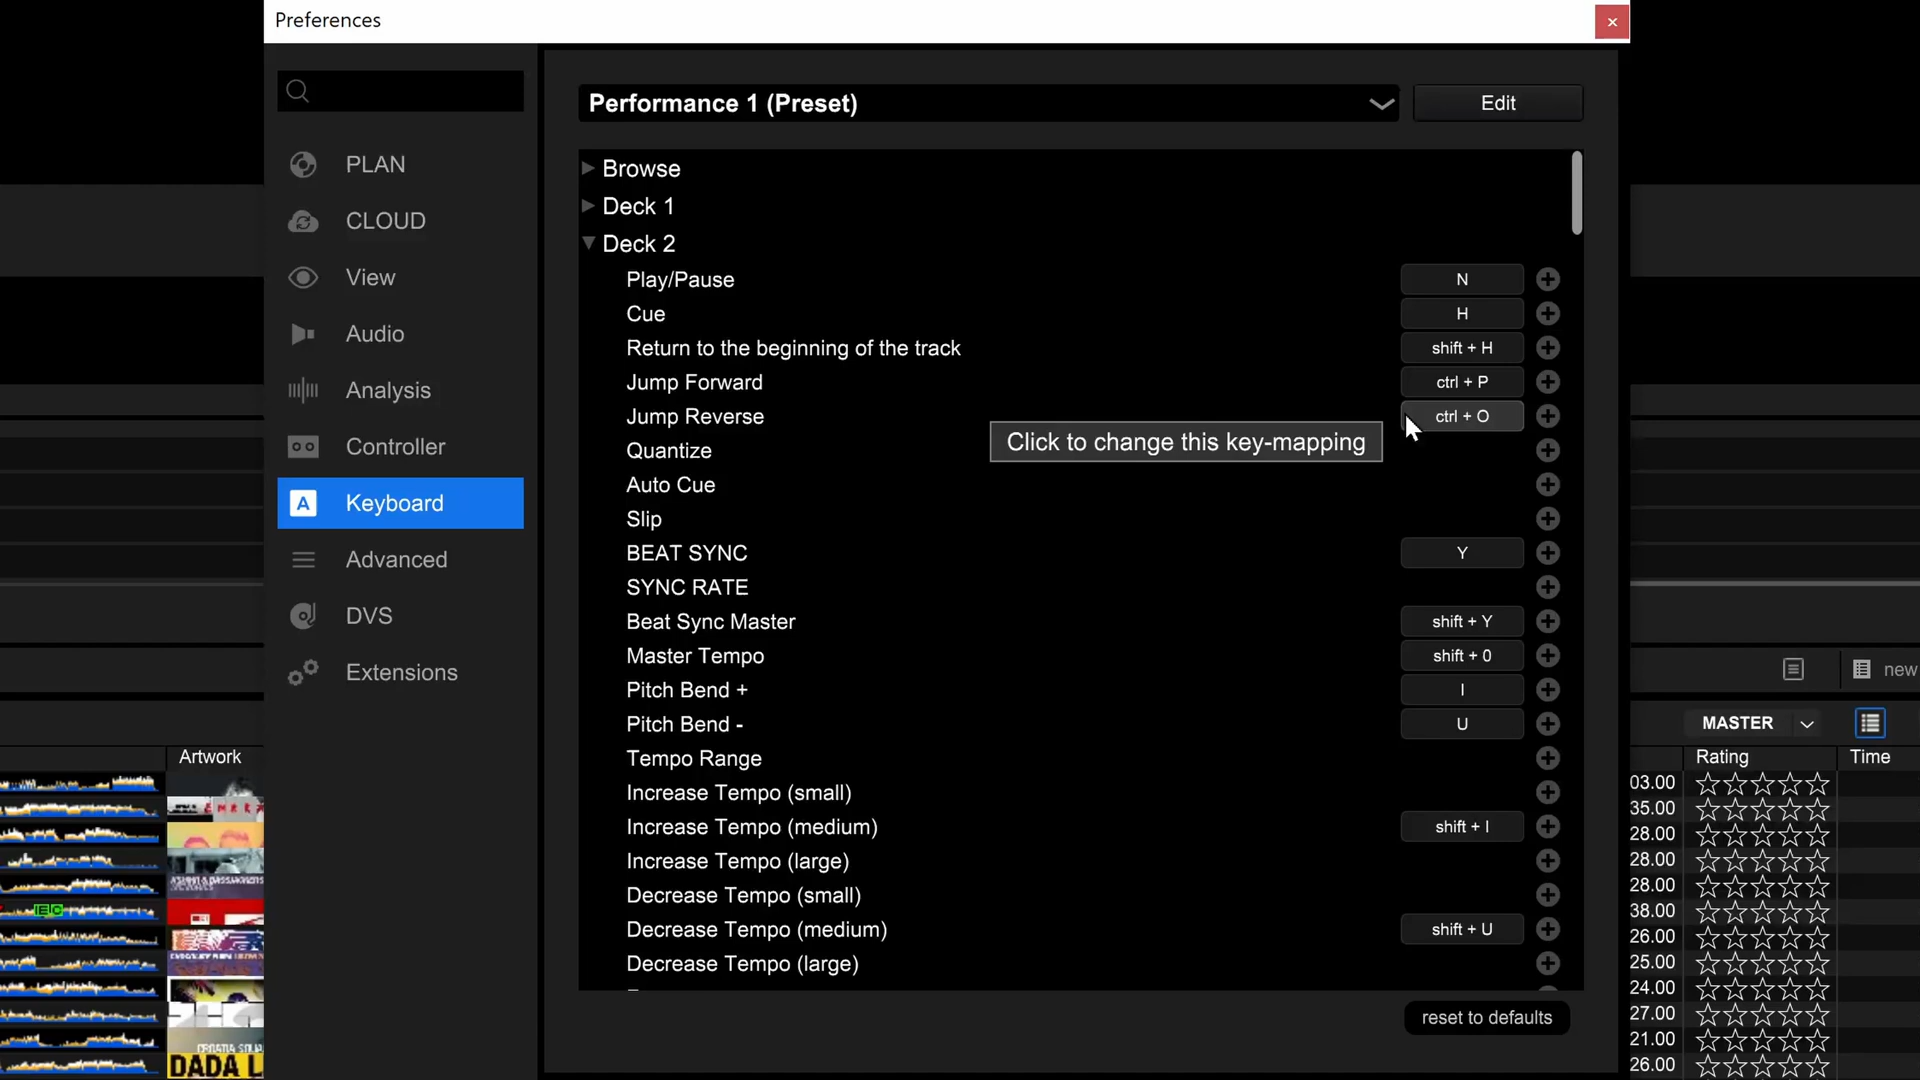 Preferences
×
PLAN
CLOUD
View
Audio
Analysis
Controller
A Keyboard
Advanced
DVS
Extensions
Performance 1 (Preset)
Edit
Browse
Deck 1
Deck 2
Play/Pause N
Cue H
Return to the beginning of the track shift + H
Jump Forward ctrl + P
Jump Reverse ctrl + O
Click to change this key-mapping
Quantize
Auto Cue
Slip
BEAT SYNC Y
SYNC RATE
Beat Sync Master shift + Y
Master Tempo shift + 0
Pitch Bend + I
Pitch Bend - U
Tempo Range
Increase Tempo (small)
Increase Tempo (medium) shift + I
Increase Tempo (large)
Decrease Tempo (small)
Decrease Tempo (medium) shift + U
Decrease Tempo (large)
reset to defaults
Artwork
DADA L
new
MASTER
Rating Time
03.00
35.00
28.00
28.00
28.00
38.00
26.00
25.00
24.00
27.00
21.00
26.00